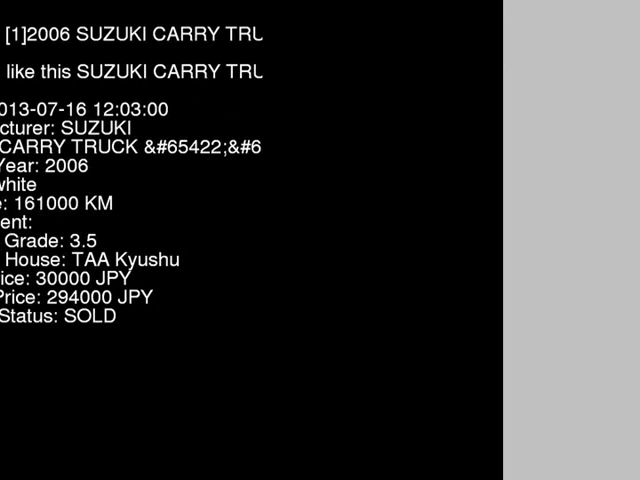 [1]2006 SUZUKI CARRY TRU
like this SUZUKI CARRY TRU
013-07-16 12:03:00
cturer: SUZUKI
CARRY TRUCK &#65422;&#6
Year: 2006
white
e: 161000 KM
ent:
Grade: 3.5
House: TAA Kyushu
ice: 30000 JPY
Price: 294000 JPY
Status: SOLD